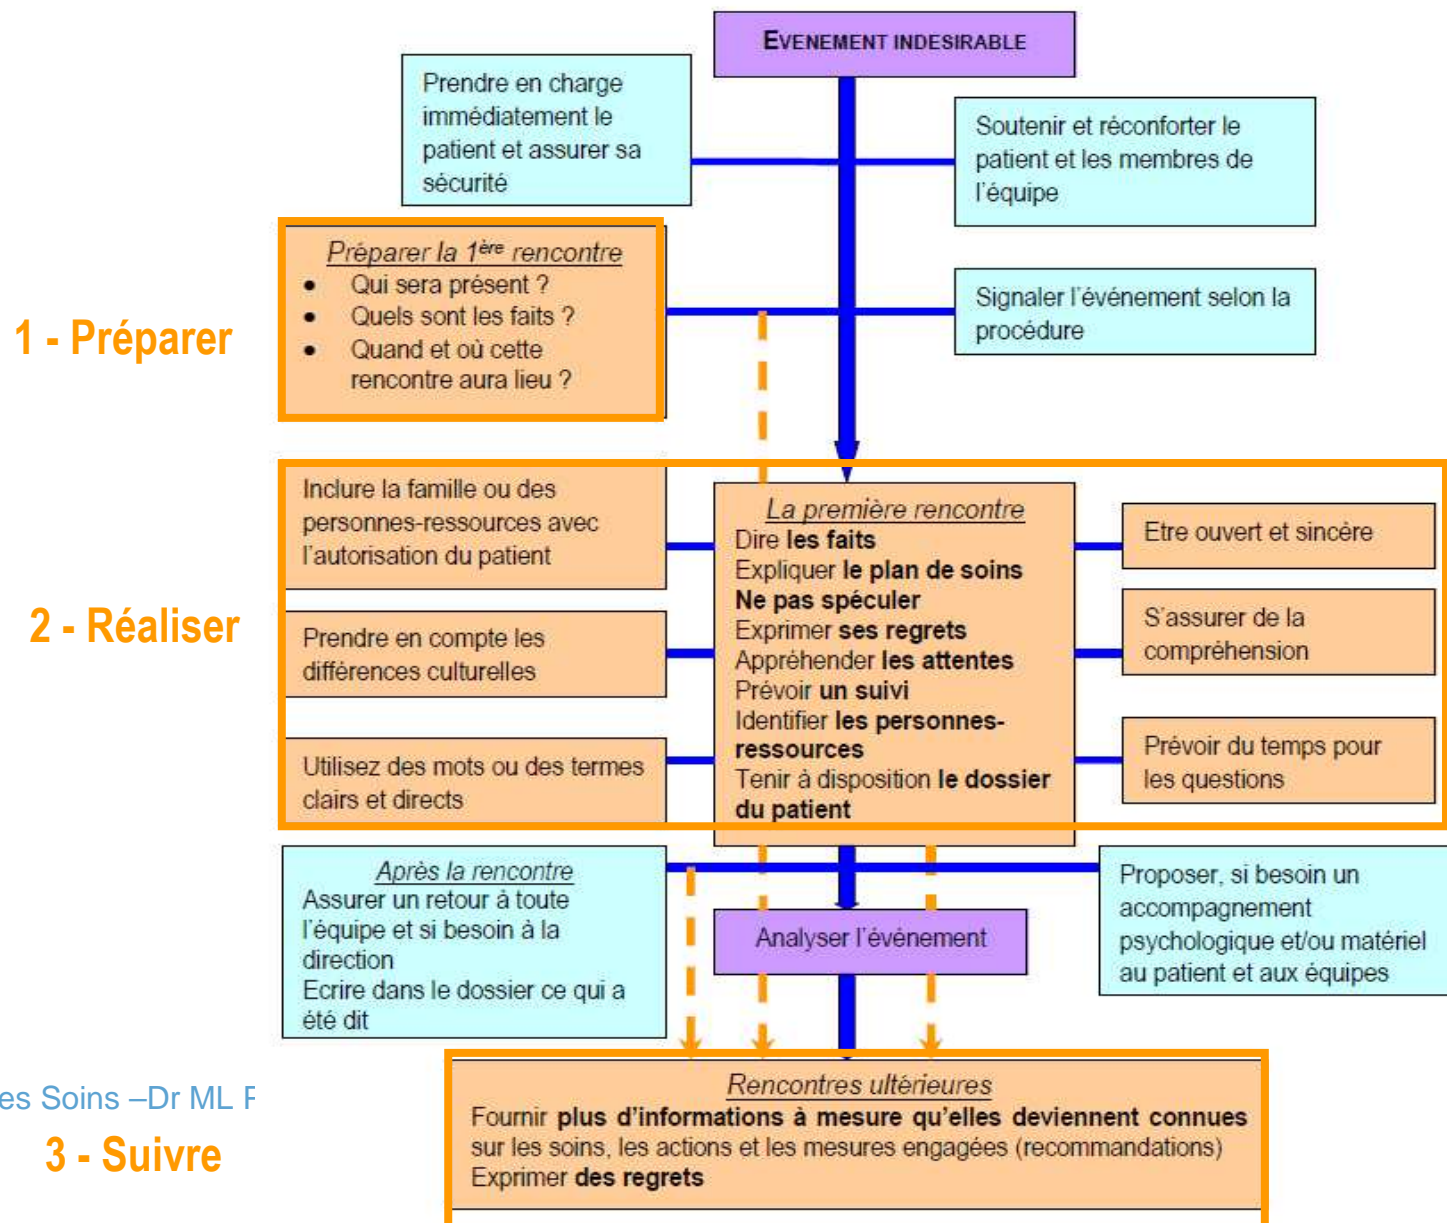 EVENEMENT INDESIRABLE
Prendre en charge
immédiatement le
patient et assurer sa
sécurité
Soutenir et réconforter le
patient et les membres de
l'équipe
Préparer la 1ère rencontre
• Qui sera présent ?
• Quels sont les faits ?
• Quand et où cette
rencontre aura lieu ?
Signaler l'événement selon la
procédure
1 - Préparer
Inclure la famille ou des
personnes-ressources avec
l'autorisation du patient
Prendre en compte les
différences culturelles
Utilisez des mots ou des termes
clairs et directs
La première rencontre
Dire les faits
Expliquer le plan de soins
Ne pas spéculer
Exprimer ses regrets
Appréhender les attentes
Prévoir un suivi
Identifier les personnes-
ressources
Tenir à disposition le dossier
du patient
Etre ouvert et sincère
S'assurer de la
compréhension
Prévoir du temps pour
les questions
2 - Réaliser
Après la rencontre
Assurer un retour à toute
l'équipe et si besoin à la
direction
Ecrire dans le dossier ce qui a
été dit
Analyser l'événement
Proposer, si besoin un
accompagnement
psychologique et/ou matériel
au patient et aux équipes
Rencontres ultérieures
Fournir plus d'informations à mesure qu'elles deviennent connues
sur les soins, les actions et les mesures engagées (recommandations)
Exprimer des regrets
es Soins –Dr ML
3 - Suivre